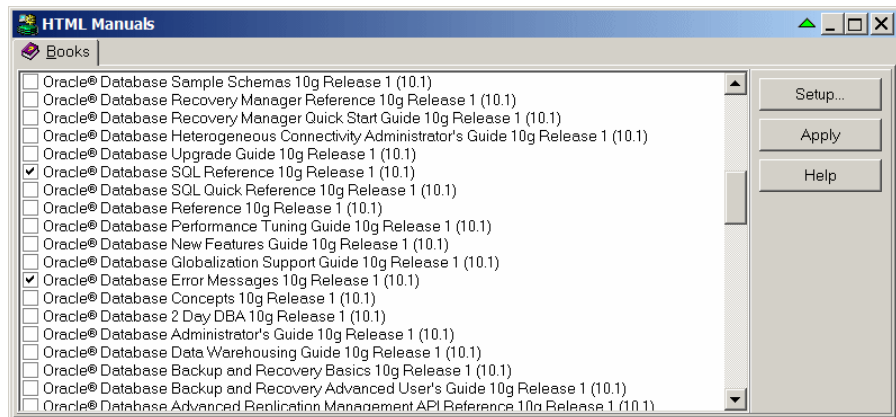 HTML Manuals
Books
Oracle® Database Sample Schemas 10g Release 1 (10.1)
Oracle® Database Recovery Manager Reference 10g Release 1 (10.1)
Oracle® Database Recovery Manager Quick Start Guide 10g Release 1 (10.1)
Oracle® Database Heterogeneous Connectivity Administrator's Guide 10g Release 1 (10.1)
Oracle® Database Upgrade Guide 10g Release 1 (10.1)
Oracle® Database SQL Reference 10g Release 1 (10.1)
Oracle® Database SQL Quick Reference 10g Release 1 (10.1)
Oracle® Database Reference 10g Release 1 (10.1)
Oracle® Database Performance Tuning Guide 10g Release 1 (10.1)
Oracle® Database New Features Guide 10g Release 1 (10.1)
Oracle® Database Globalization Support Guide 10g Release 1 (10.1)
Oracle® Database Error Messages 10g Release 1 (10.1)
Oracle® Database Concepts 10g Release 1 (10.1)
Oracle® Database 2 Day DBA 10g Release 1 (10.1)
Oracle® Database Administrator's Guide 10g Release 1 (10.1)
Oracle® Database Data Warehousing Guide 10g Release 1 (10.1)
Oracle® Database Backup and Recovery Basics 10g Release 1 (10.1)
Oracle® Database Backup and Recovery Advanced User's Guide 10g Release 1 (10.1)
Oracle® Database Advanced Replication Management API Reference 10g Release 1 (10.1)
Setup...
Apply
Help